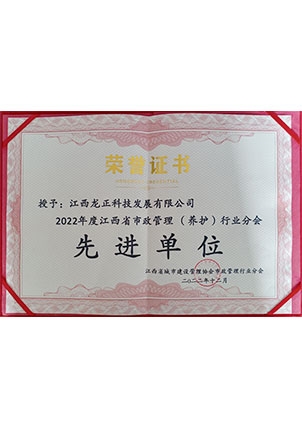 荣誉证书
授予：江西龙正科技发展有限公司
2022年度江西省市政管理（养护）行业分会
先进单位
江西省城市建设管理协会市政管理行业分会
二〇二二年十二月